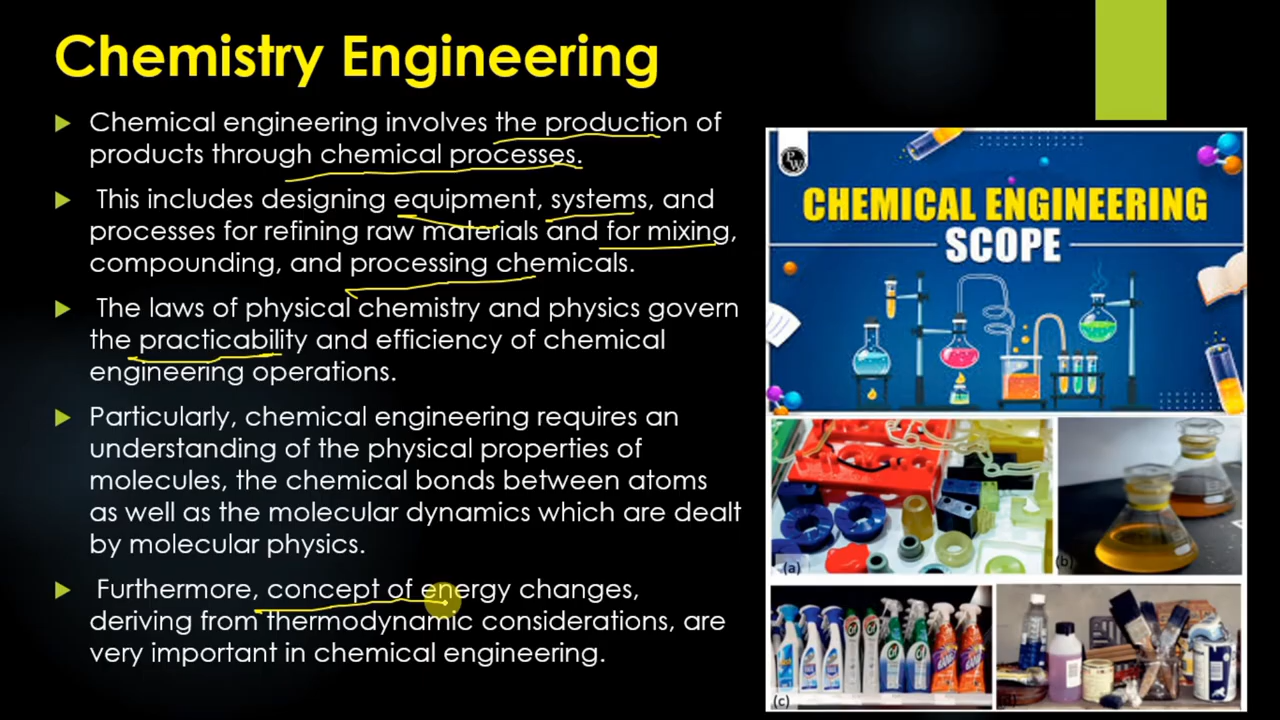 Chemistry Engineering
Chemical engineering involves the production of
products through chemical processes.
This includes designing equipment, systems, and
processes for refining raw materials and for mixing,
compounding, and processing chemicals.
The laws of physical chemistry and physics govern
the practicability and efficiency of chemical
engineering operations.
Particularly, chemical engineering requires an
understanding of the physical properties of
molecules, the chemical bonds between atoms
as well as the molecular dynamics which are dealt
by molecular physics.
Furthermore, concept of energy changes,
deriving from thermodynamic considerations, are
very important in chemical engineering.
PW
CHEMICAL ENGINEERING
SCOPE
(a)
(b)
Cif
(c)